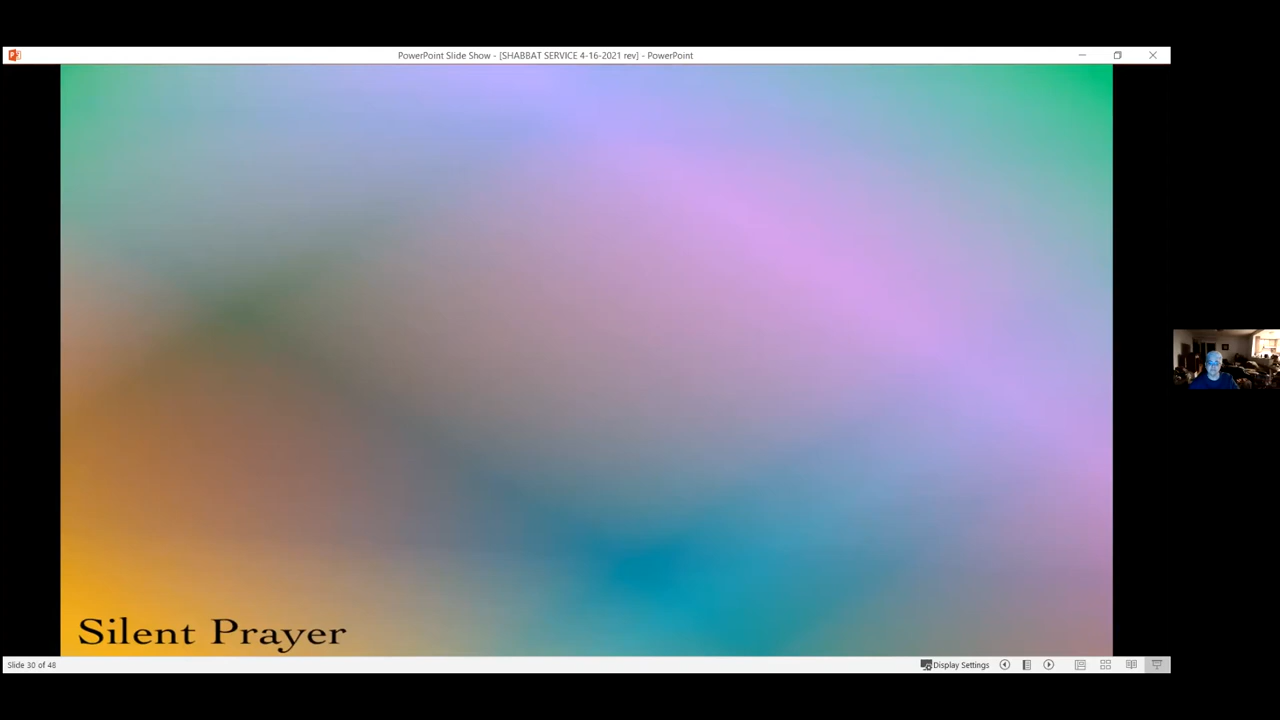 PowerPoint Slide Show - [SHABBAT SERVICE 4-16-2021 rev] - PowerPoint
Silent Prayer
Slide 30 of 48
Display Settings